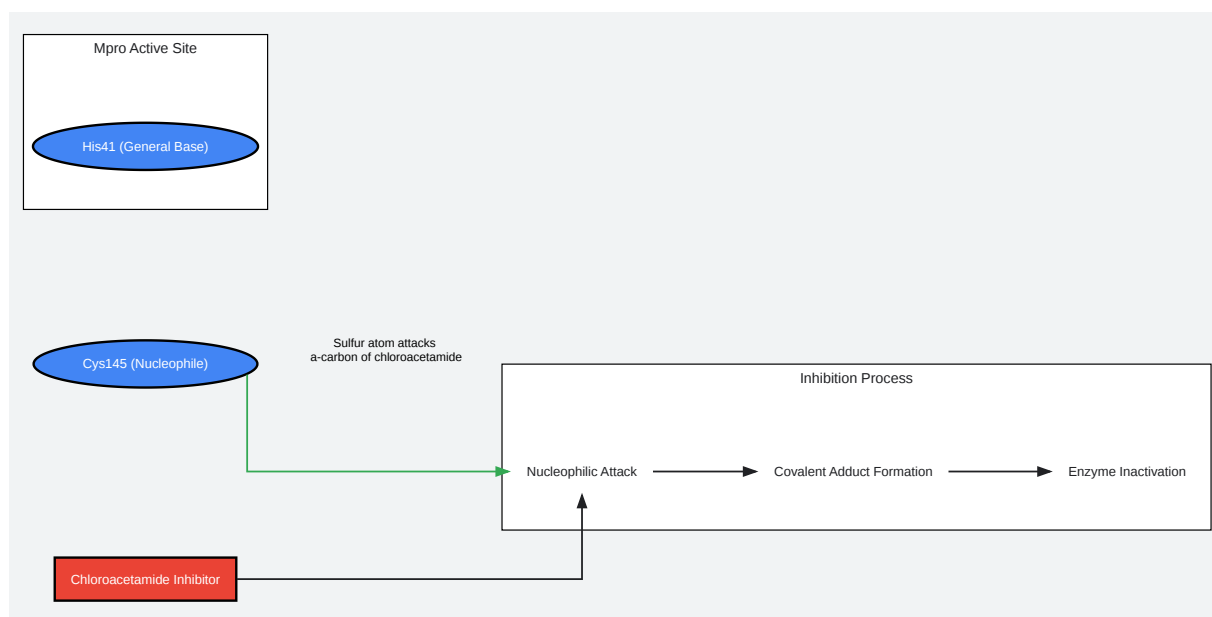 Mpro Active Site
His41 (General Base)
Cys145 (Nucleophile)
Sulfur atom attacks
a-carbon of chloroacetamide
Inhibition Process
Nucleophilic Attack
Covalent Adduct Formation
Enzyme Inactivation
Chloroacetamide Inhibitor